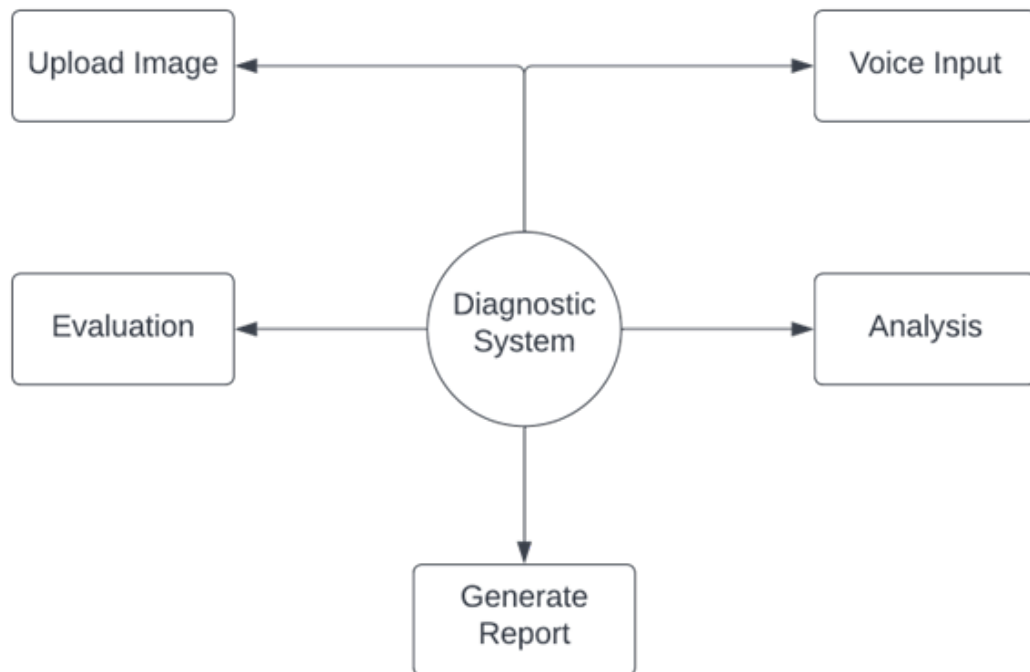 Upload Image
Voice Input
Diagnostic
System
Evaluation
Analysis
Generate
Report